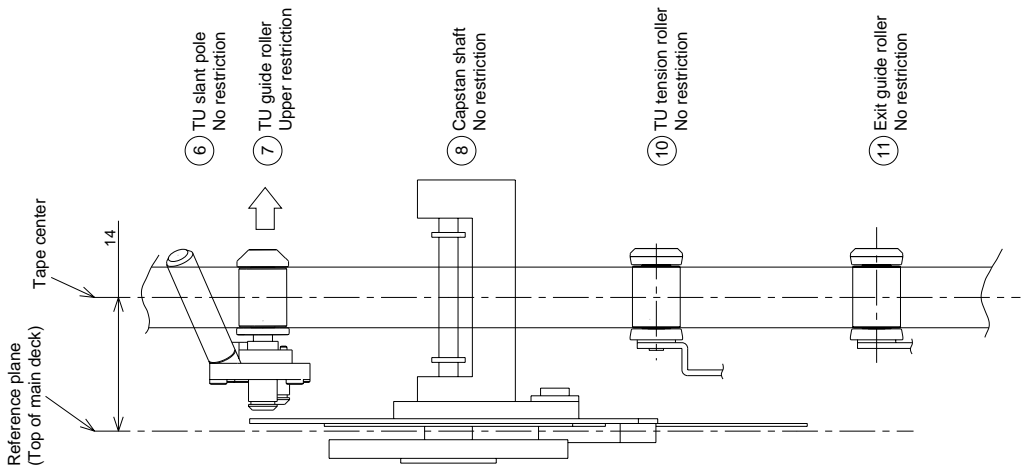 Reference plane
(Top of main deck)
Tape center
14
6 TU slant pole
No restriction
7 TU guide roller
Upper restriction
8 Capstan shaft
No restriction
10 TU tension roller
No restriction
11 Exit guide roller
No restriction